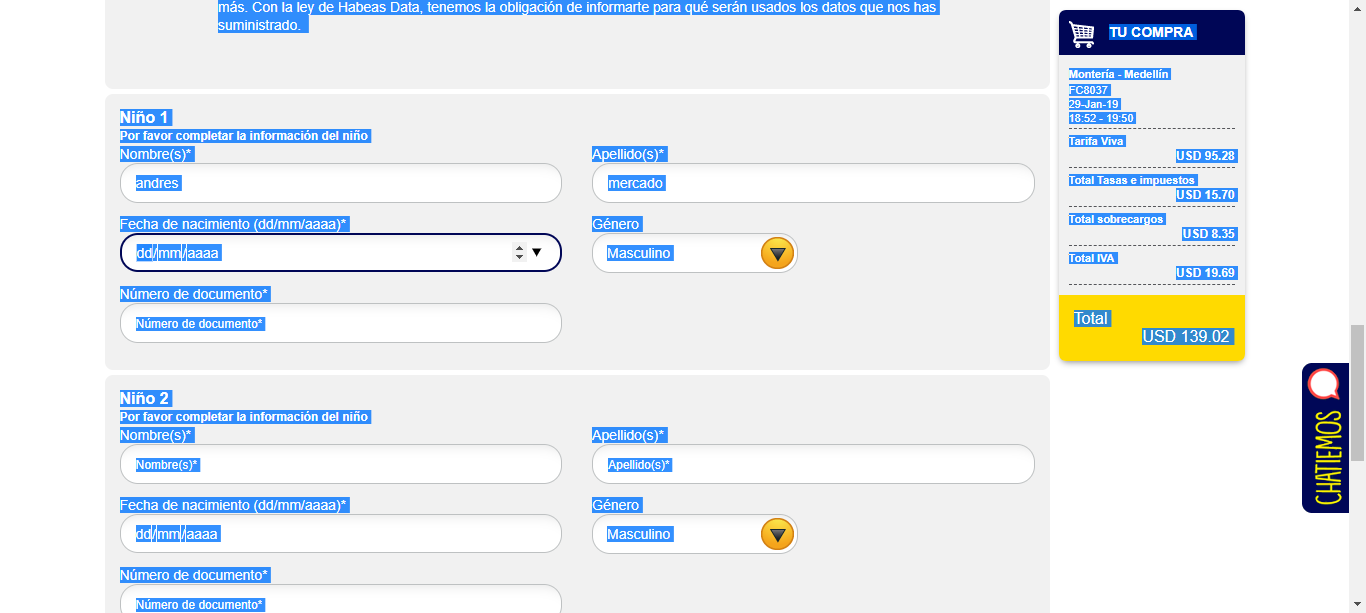 más. Con la ley de Habeas Data, tenemos la obligación de informarte para qué serán usados los datos que nos has
suministrado.
Niño 1
Por favor completar la información del niño
Nombre(s)*
Apellido(s)*
andres
mercado
Fecha de nacimiento (dd/mm/aaaa)*
Género
dd/mm/aaaa
Masculino
Número de documento*
Número de documento*
Niño 2
Por favor completar la información del niño
Nombre(s)*
Apellido(s)*
Nombre(s)*
Apellido(s)*
Fecha de nacimiento (dd/mm/aaaa)*
Género
dd/mm/aaaa
Masculino
Número de documento*
Número de documento*
TU COMPRA
Montería - Medellín
FC8037
29-Jan-19
18:52 - 19:50
Tarifa Viva
USD 95.28
Total Tasas e impuestos
USD 15.70
Total sobrecargos
USD 8.35
Total IVA
USD 19.69
Total
USD 139.02
CHATIEMOS